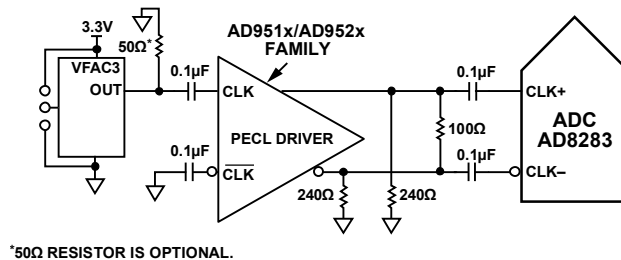 AD951x/AD952x
FAMILY
3.3V
50Ω*
VFAC3
OUT
0.1µF
CLK
PECL DRIVER
0.1µF
CLK
240Ω
240Ω
100Ω
0.1µF
0.1µF
CLK+
ADC
AD8283
CLK–
*50Ω RESISTOR IS OPTIONAL.